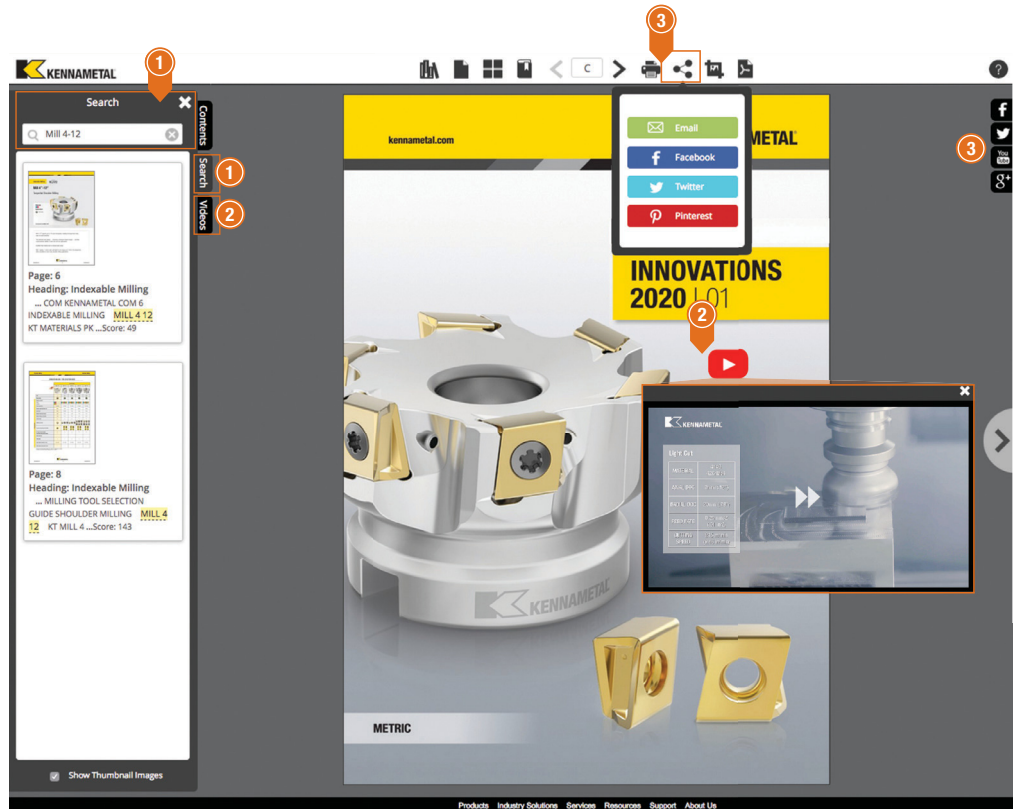 3
KENNAMETAL
1
C
?
Search
Mill 4-12
Contents
Search
1
Videos
2
Page: 6
Heading: Indexable Milling
... COM KENNAMETAL COM 6
INDEXABLE MILLING MILL 4 12
KT MATERIALS PK ...Score: 49
Page: 8
Heading: Indexable Milling
... MILLING TOOL SELECTION
GUIDE SHOULDER MILLING MILL 4
12 KT MILL 4 ...Score: 143
Show Thumbnail Images
kennametal.com
METAL
Email
Facebook
Twitter
Pinterest
INNOVATIONS
2020 | 01
2
KENNAMETAL
Light Cut
KENNAMETAL
METRIC
3
You
Tube
g+
Products Industry Solutions Services Resources Support About Us